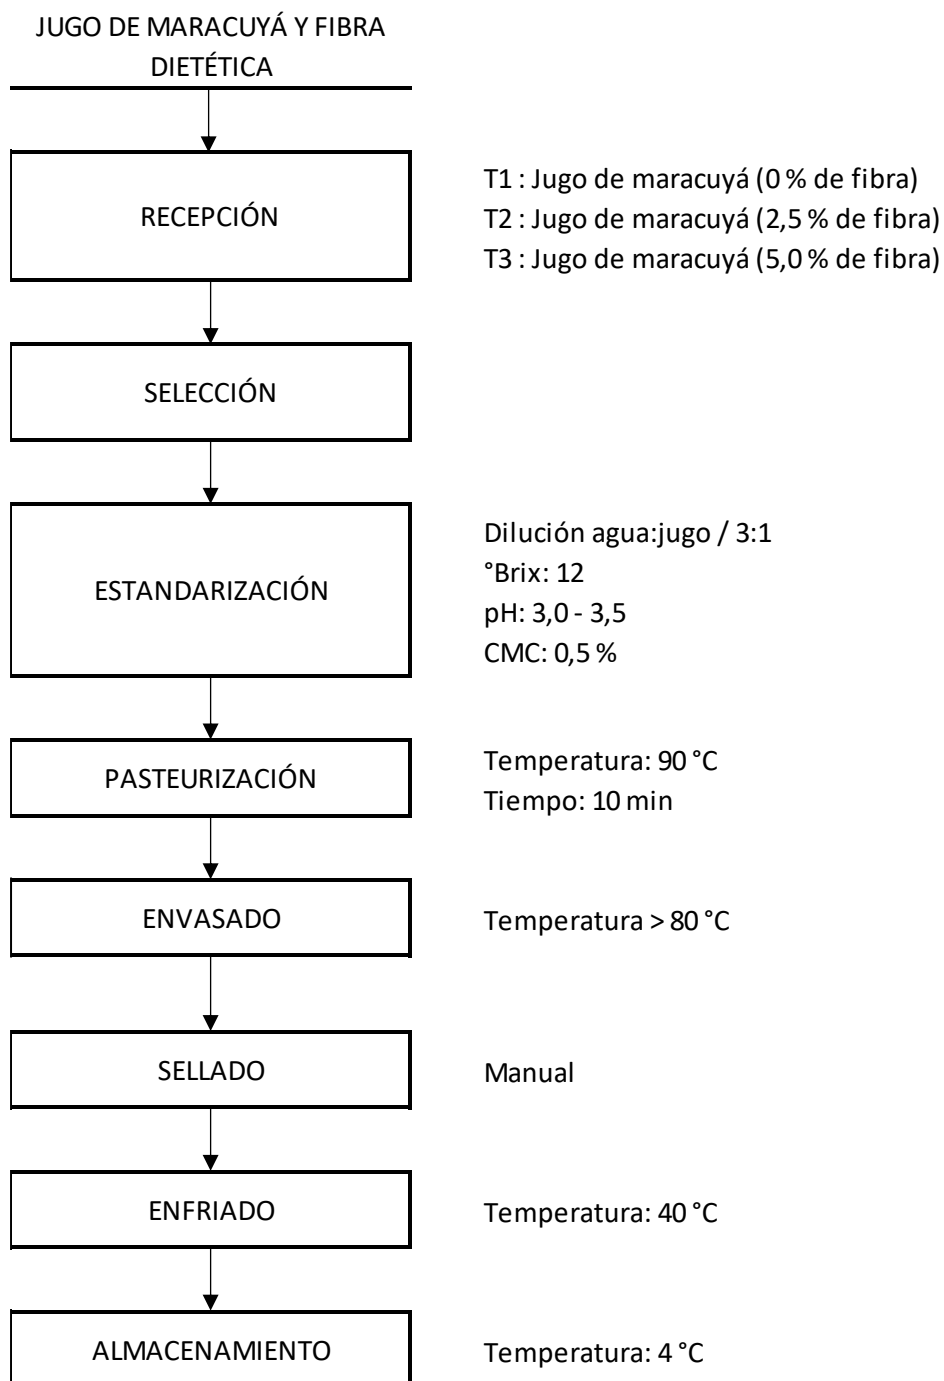 JUGO DE MARACUYÁ Y FIBRA
DIETÉTICA
RECEPCIÓN
T1 : Jugo de maracuyá (0 % de fibra)
T2 : Jugo de maracuyá (2,5 % de fibra)
T3 : Jugo de maracuyá (5,0 % de fibra)
SELECCIÓN
ESTANDARIZACIÓN
Dilución agua:jugo / 3:1
°Brix: 12
pH: 3,0 - 3,5
CMC: 0,5 %
PASTEURIZACIÓN
Temperatura: 90 °C
Tiempo: 10 min
ENVASADO
Temperatura > 80 °C
SELLADO
Manual
ENFRIADO
Temperatura: 40 °C
ALMACENAMIENTO
Temperatura: 4 °C